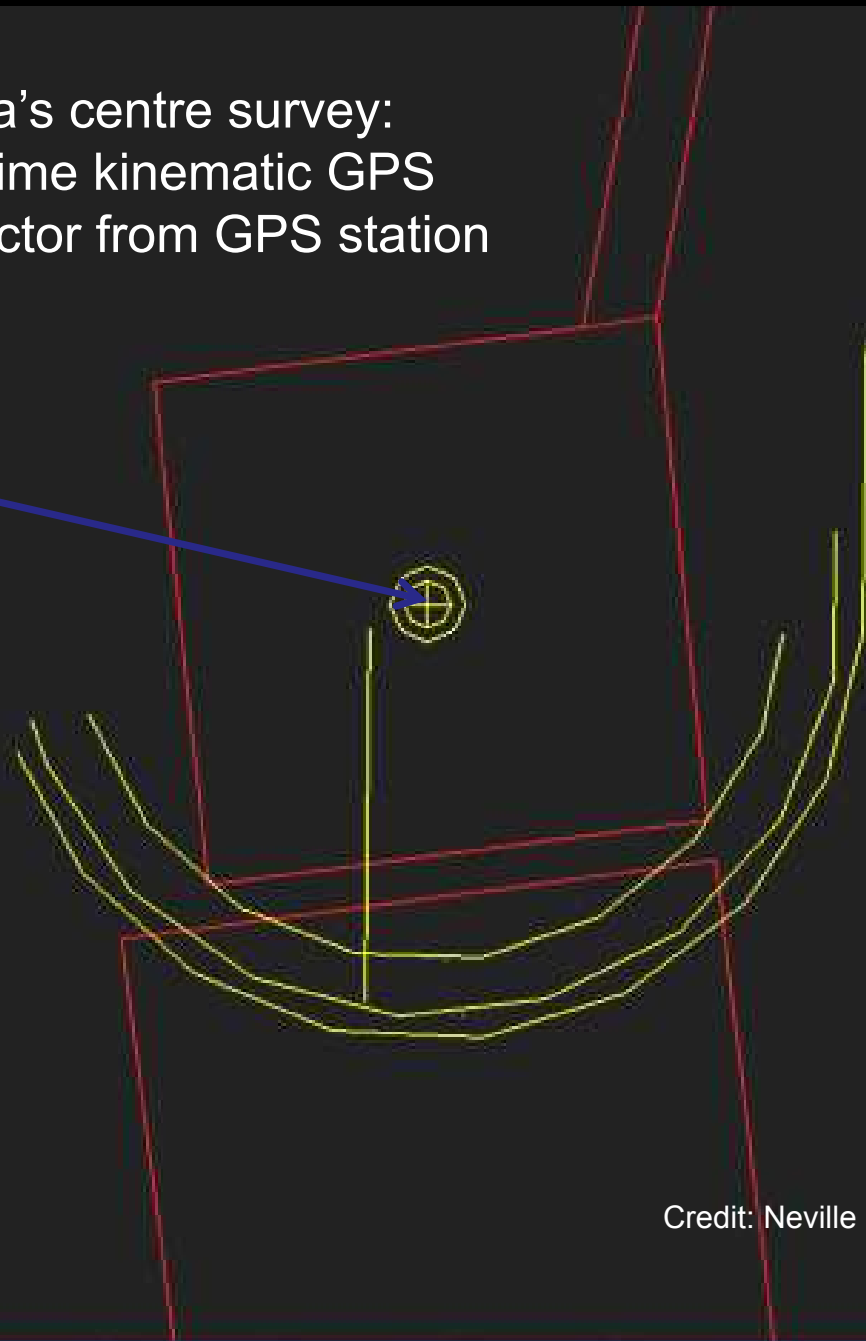 a’s centre survey:
ime kinematic GPS
ctor from GPS station
Credit: Neville